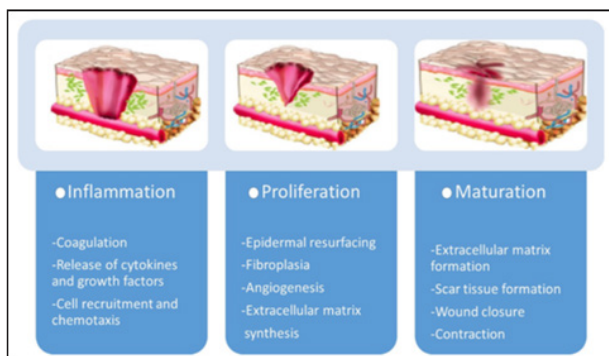 ●Inflammation
-Coagulation
-Release of cytokines
and growth factors
-Cell recruitment and
chemotaxis
●Proliferation
-Epidermal resurfacing
-Fibroplasia
-Angiogenesis
-Extracellular matrix
synthesis
●Maturation
-Extracellular matrix
formation
-Scar tissue formation
-Wound closure
-Contraction